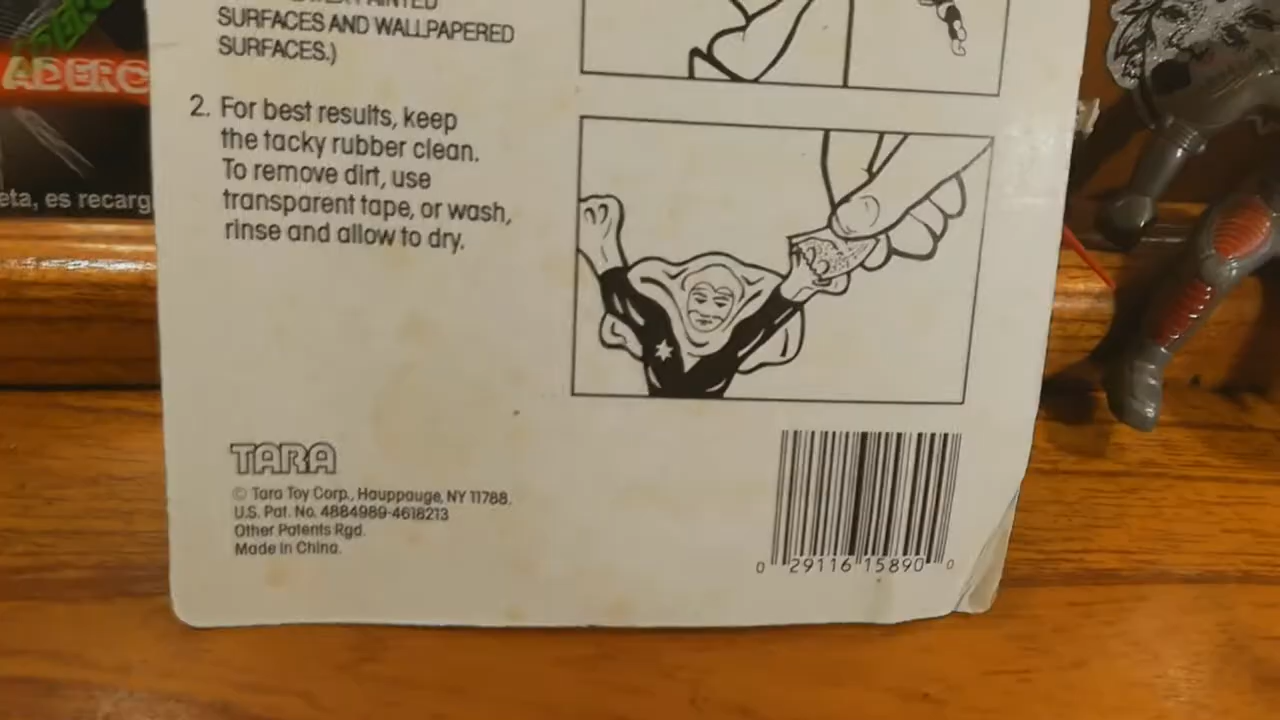 SURFACES AND WALLPAPERED
SURFACES.)
2. For best results, keep
the tacky rubber clean.
To remove dirt, use
transparent tape, or wash,
rinse and allow to dry.
TARA
© Tara Toy Corp., Hauppauge, NY 11788.
U.S. Pat. No. 4884989-4618213
Other Patents Rgd.
Made in China.
0 29116 15890 0
ADERO
eta, es recarg